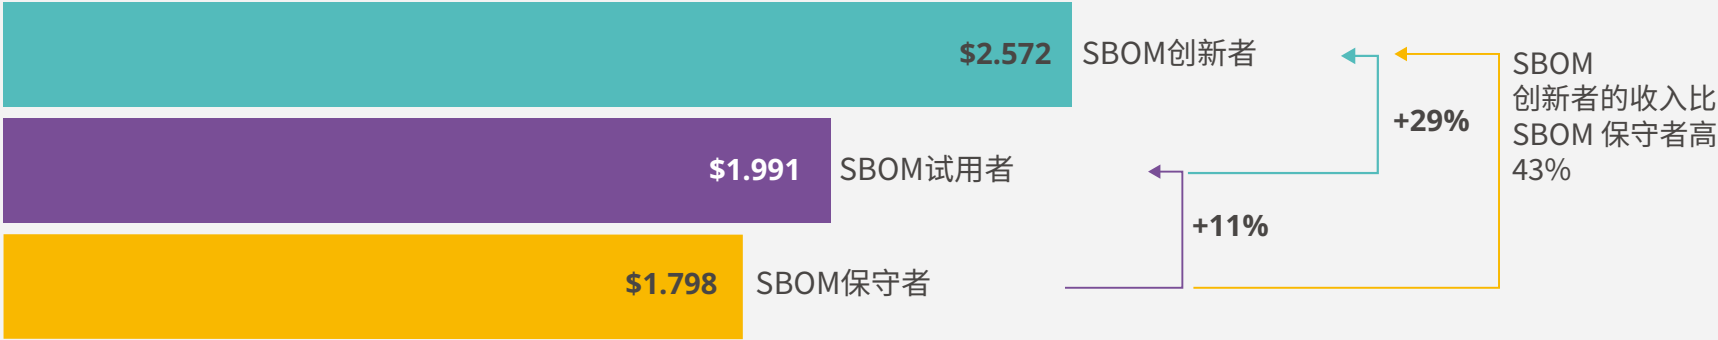 $2.572 SBOM创新者
+29%
SBOM
创新者的收入比
SBOM 保守者高
43%
$1.991 SBOM试用者
+11%
$1.798 SBOM保守者